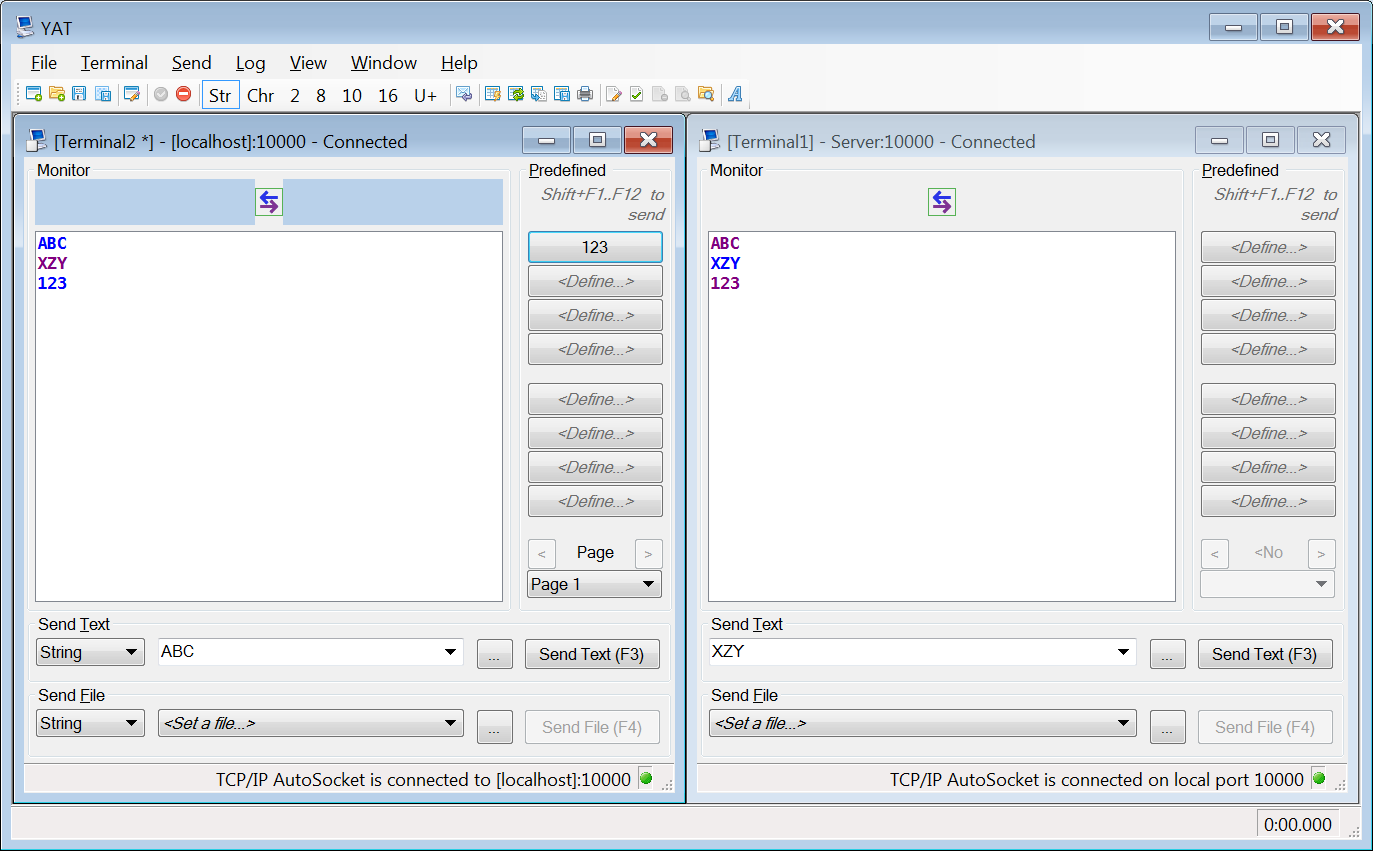 YAT
File Terminal Send Log View Window Help
Str Chr 2 8 10 16 U+ A
[Terminal2 *] - [localhost]:10000 - Connected
Monitor
ABC
XZY
123
Predefined
Shift+F1..F12 to
send
123
<Define...>
<Define...>
<Define...>
<Define...>
<Define...>
<Define...>
<Define...>
< Page >
Page 1
Send Text
String ABC ... Send Text (F3)
Send File
String <Set a file...> ... Send File (F4)
TCP/IP AutoSocket is connected to [localhost]:10000
[Terminal1] - Server:10000 - Connected
Monitor
ABC
XZY
123
Predefined
Shift+F1..F12 to
send
<Define...>
<Define...>
<Define...>
<Define...>
<Define...>
<Define...>
<Define...>
<Define...>
< <No >
Send Text
XZY ... Send Text (F3)
Send File
<Set a file...> ... Send File (F4)
TCP/IP AutoSocket is connected on local port 10000
0:00.000